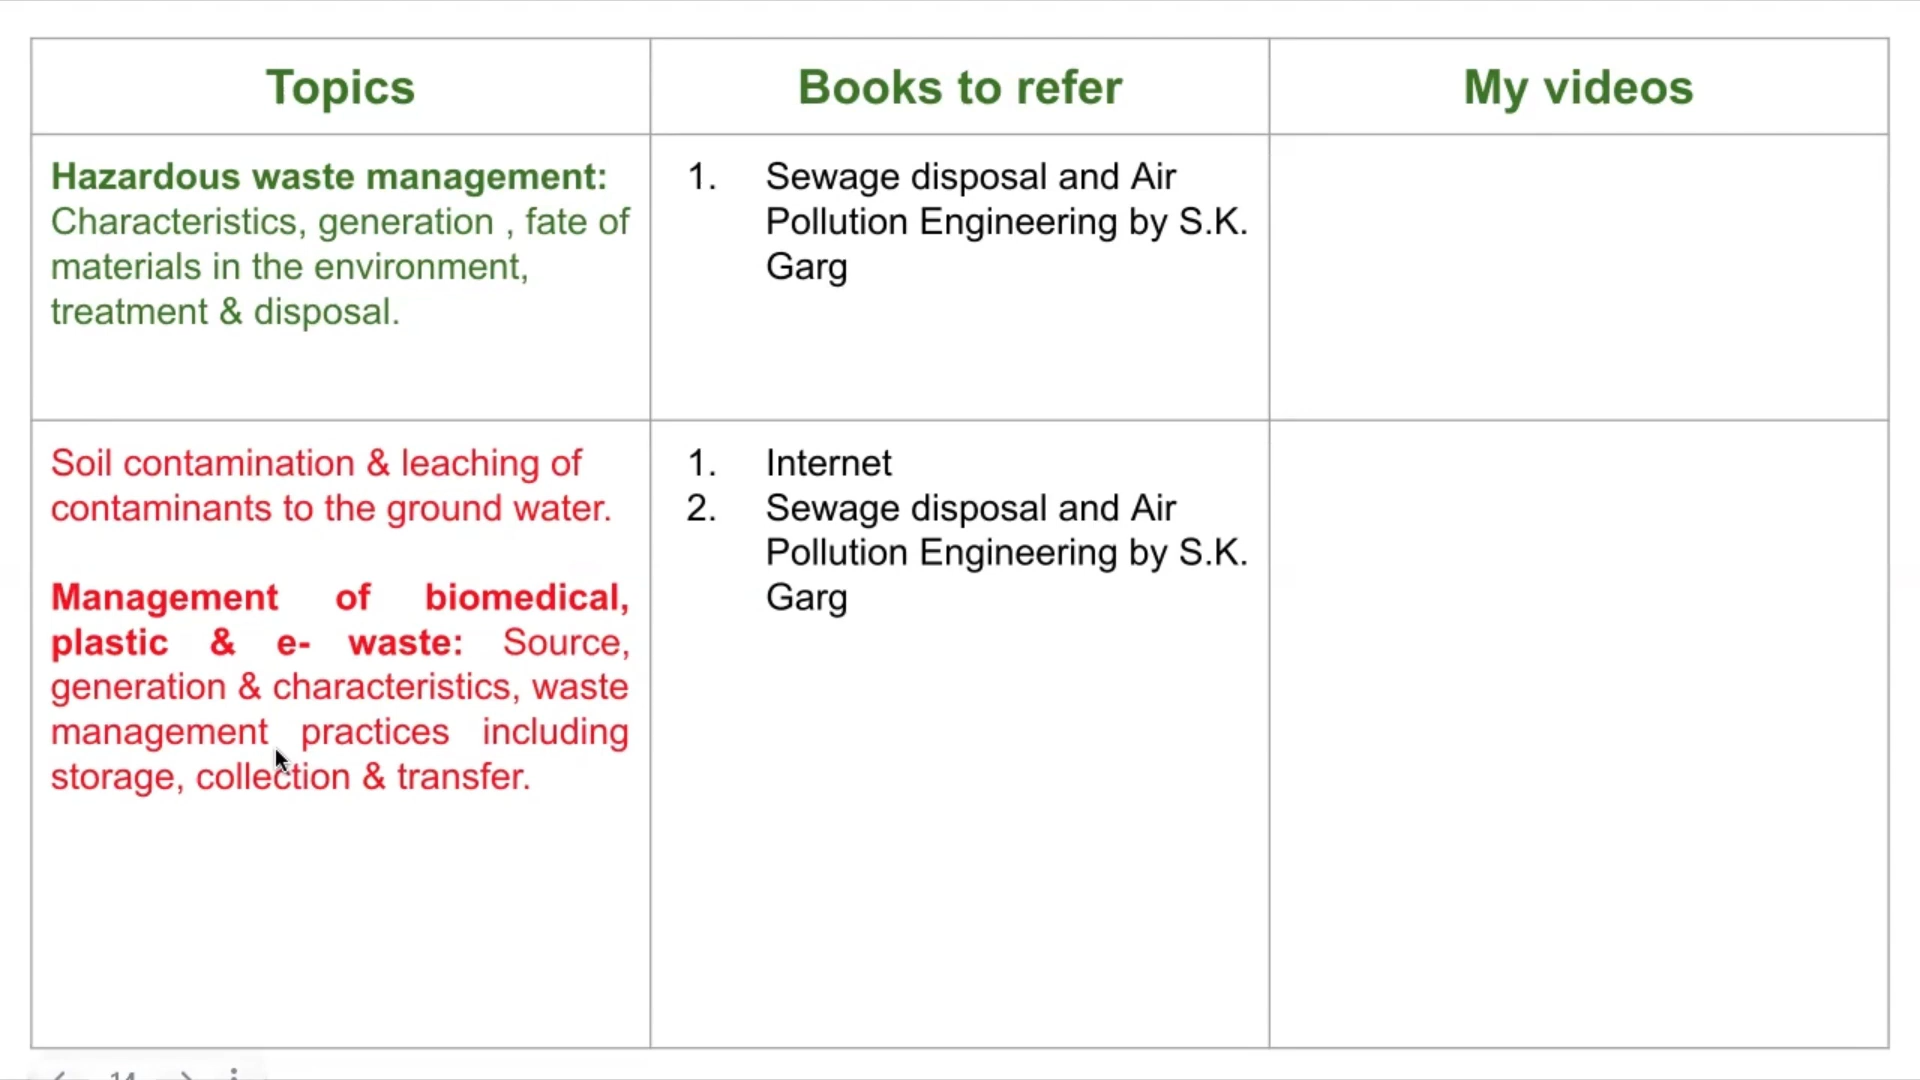 Topics
Books to refer
My videos
Hazardous waste management:
Characteristics, generation , fate of
materials in the environment,
treatment & disposal.
1. Sewage disposal and Air
Pollution Engineering by S.K.
Garg
Soil contamination & leaching of
contaminants to the ground water.
Management of biomedical,
plastic & e- waste: Source,
generation & characteristics, waste
management practices including
storage, collection & transfer.
1. Internet
2. Sewage disposal and Air
Pollution Engineering by S.K.
Garg
14